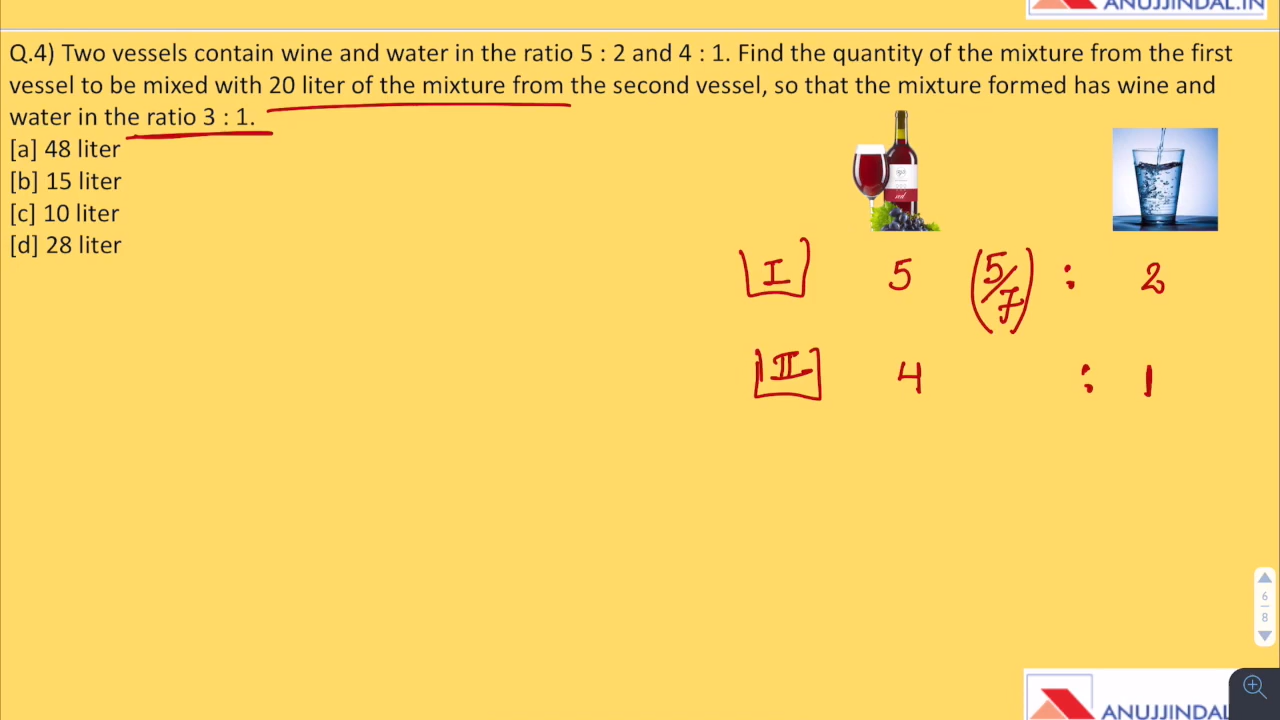 ANUJJINDAL.IN
Q.4) Two vessels contain wine and water in the ratio 5 : 2 and 4 : 1. Find the quantity of the mixture from the first
vessel to be mixed with 20 liter of the mixture from the second vessel, so that the mixture formed has wine and
water in the ratio 3 : 1.
[a] 48 liter
[b] 15 liter
[c] 10 liter
[d] 28 liter
I 5 (5/7) : 2
II 4 : 1
6
8
ANUJJINDAL